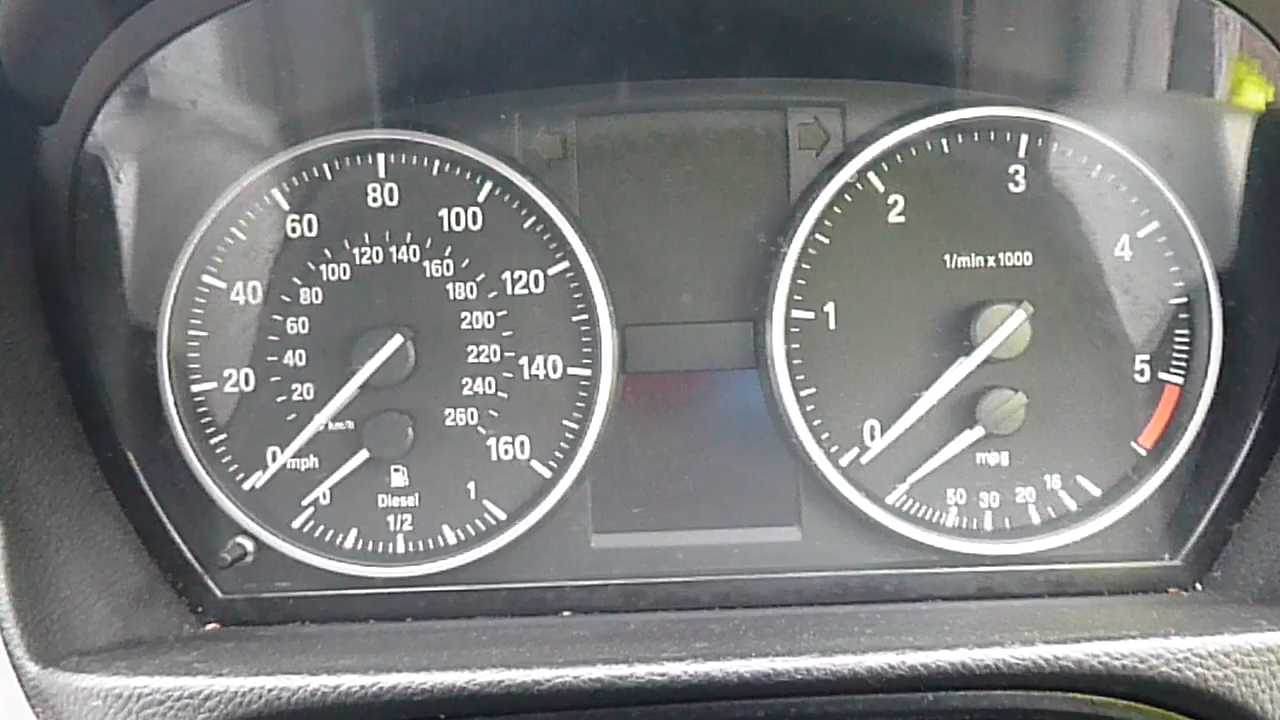 0 20 40 60 80 100 120 140 160
mph
20 40 60 80 100 120 140 160 180 200 220 240 260
km/h
Diesel
0 1/2 1
0 1 2 3 4 5
1/min x 1000
mpg
50 30 20 16